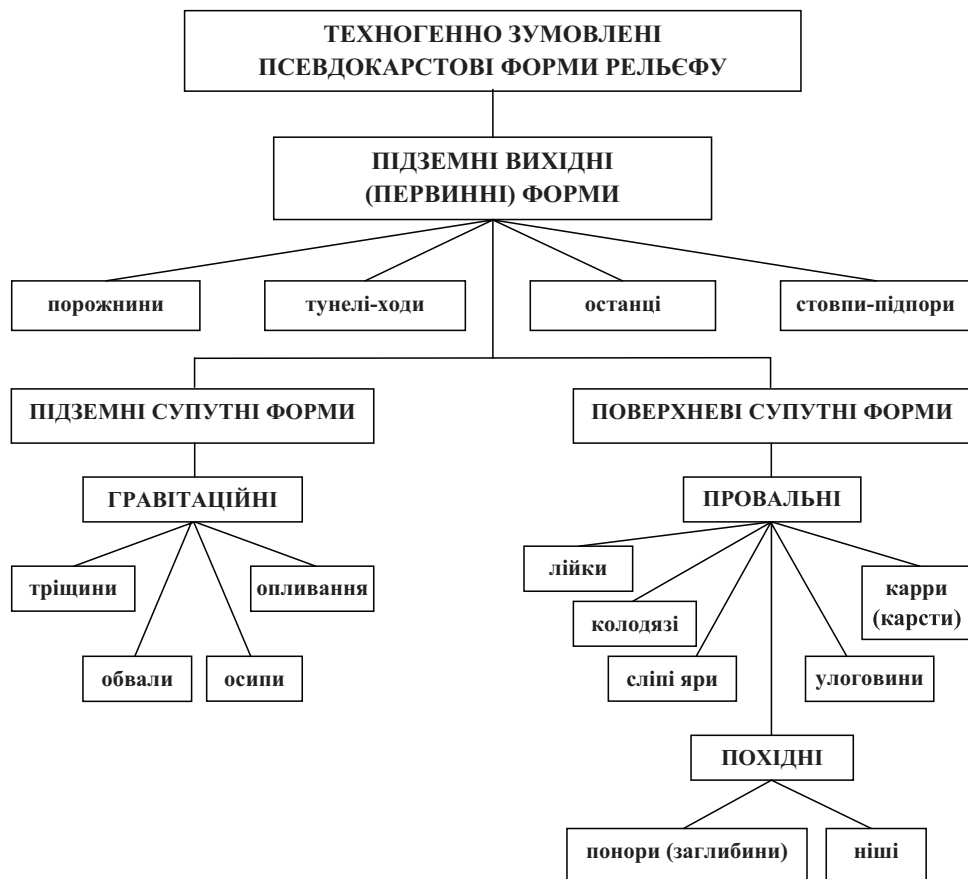 ТЕХНОГЕННО ЗУМОВЛЕНІ
ПСЕВДОКАРСТОВІ ФОРМИ РЕЛЬЄФУ
ПІДЗЕМНІ ВИХІДНІ
(ПЕРВИННІ) ФОРМИ
порожнини
тунелі-ходи
останці
стовпи-підпори
ПІДЗЕМНІ СУПУТНІ ФОРМИ
ПОВЕРХНЕВІ СУПУТНІ ФОРМИ
ГРАВІТАЦІЙНІ
ПРОВАЛЬНІ
тріщини
опливання
обвали
осипи
лійки
колодязі
сліпі яри
карри
(карсти)
улоговини
ПОХІДНІ
понори (заглибини)
ніші